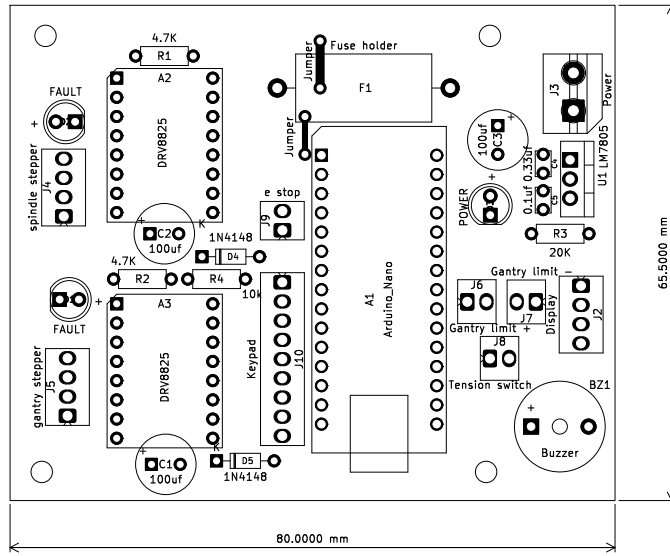 4.7K
R1
Fuse holder
Jumper
F1
A2
DRV8825
FAULT
+
J4
spindle stepper
Jumper
+
C3
100uf
J3
Power
0.33uf
C4
U1 LM7805
0.1uf
C5
POWER
+
e stop
J9
K
+
C2
100uf
1N4148
D4
R3
20K
4.7K
R2
R4
10k
FAULT
+
A3
DRV8825
J5
gantry stepper
Keypad
J10
A1
Arduino_Nano
Gantry limit -
J6
J7
Gantry limit +
Display
J2
J8
Tension switch
BZ1
+
Buzzer
K
+
C1
100uf
D5
1N4148
65.5000 mm
80.0000 mm